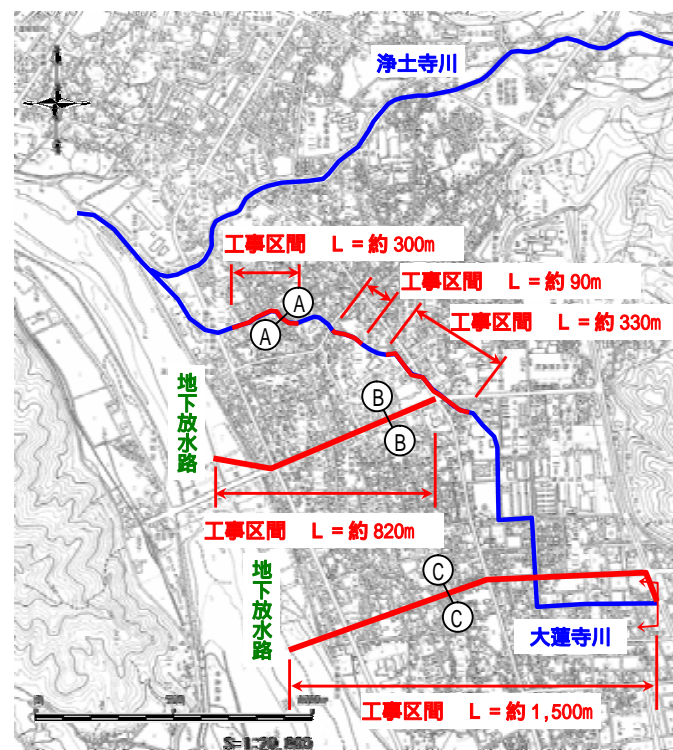 浄土寺川
工事区間 L = 約 300m
工事区間 L = 約 90m
工事区間 L = 約 330m
A
A
地下放水路
B
B
工事区間 L = 約 820m
地下放水路
C
C
大蓮寺川
工事区間 L = 約 1,500m